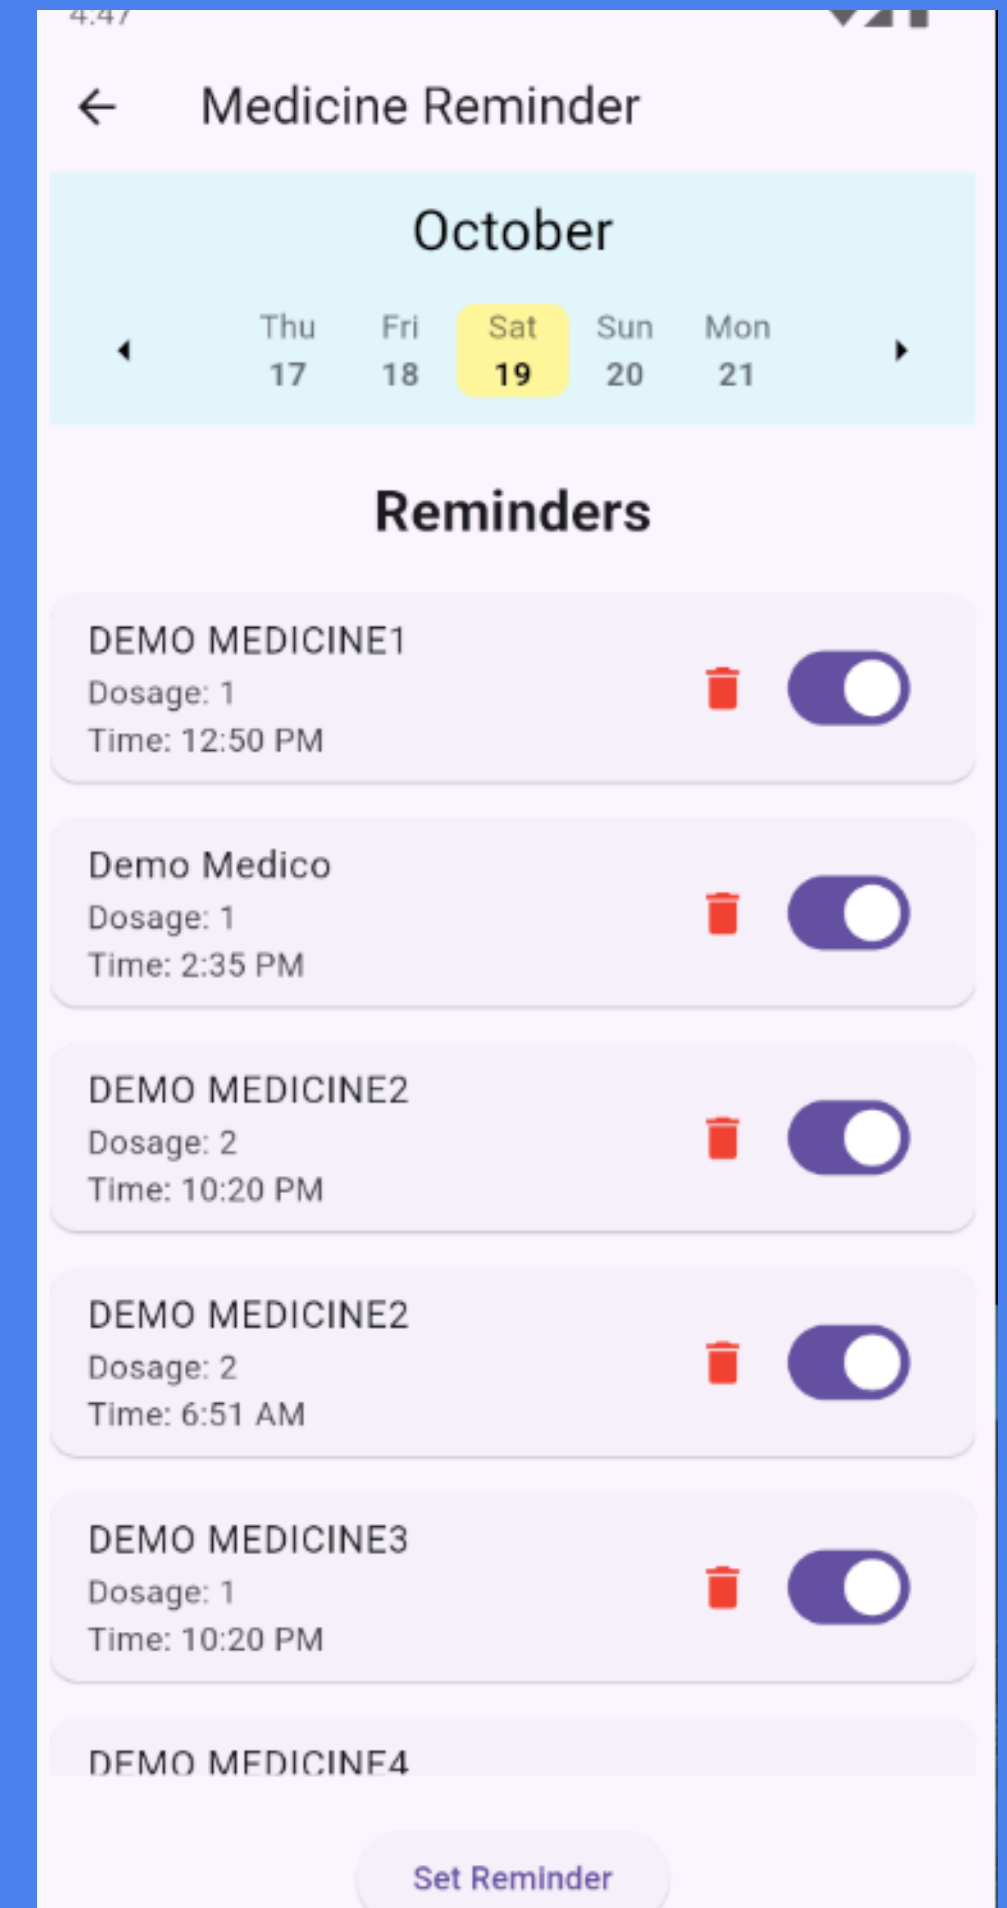 4:47
Medicine Reminder
October
Thu Fri Sat Sun Mon
17 18 19 20 21
Reminders
DEMO MEDICINE1
Dosage: 1
Time: 12:50 PM
Demo Medico
Dosage: 1
Time: 2:35 PM
DEMO MEDICINE2
Dosage: 2
Time: 10:20 PM
DEMO MEDICINE2
Dosage: 2
Time: 6:51 AM
DEMO MEDICINE3
Dosage: 1
Time: 10:20 PM
DEMO MEDICINE4
Set Reminder